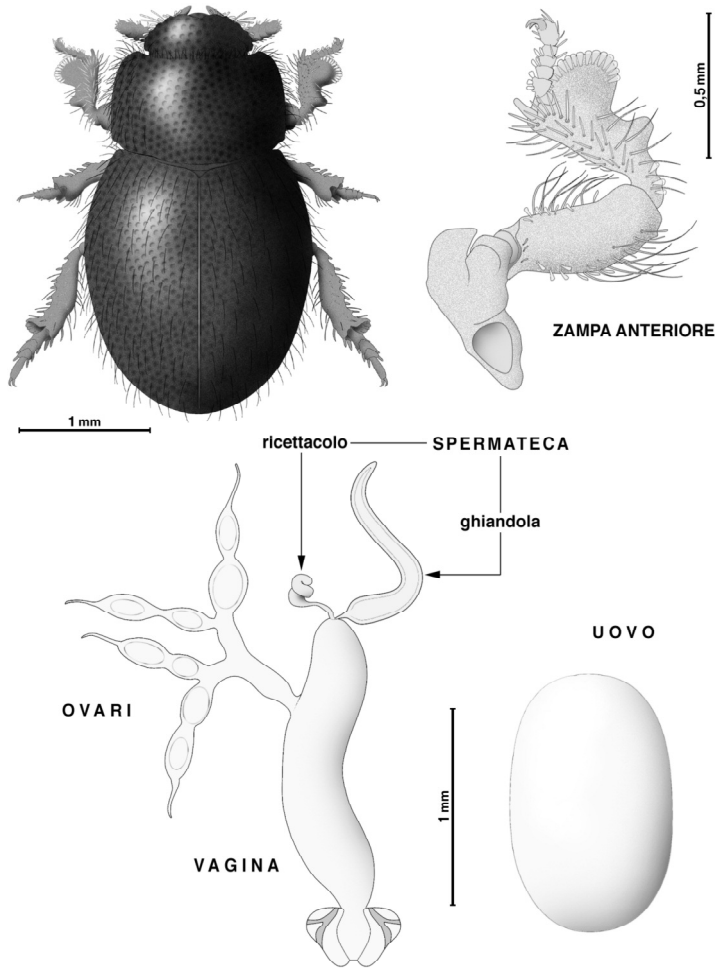 0,5 mm
ZAMPA ANTERIORE
1 mm
ricettacolo
SPERMATECA
ghiandola
UOVO
OVARI
1 mm
VAGINA